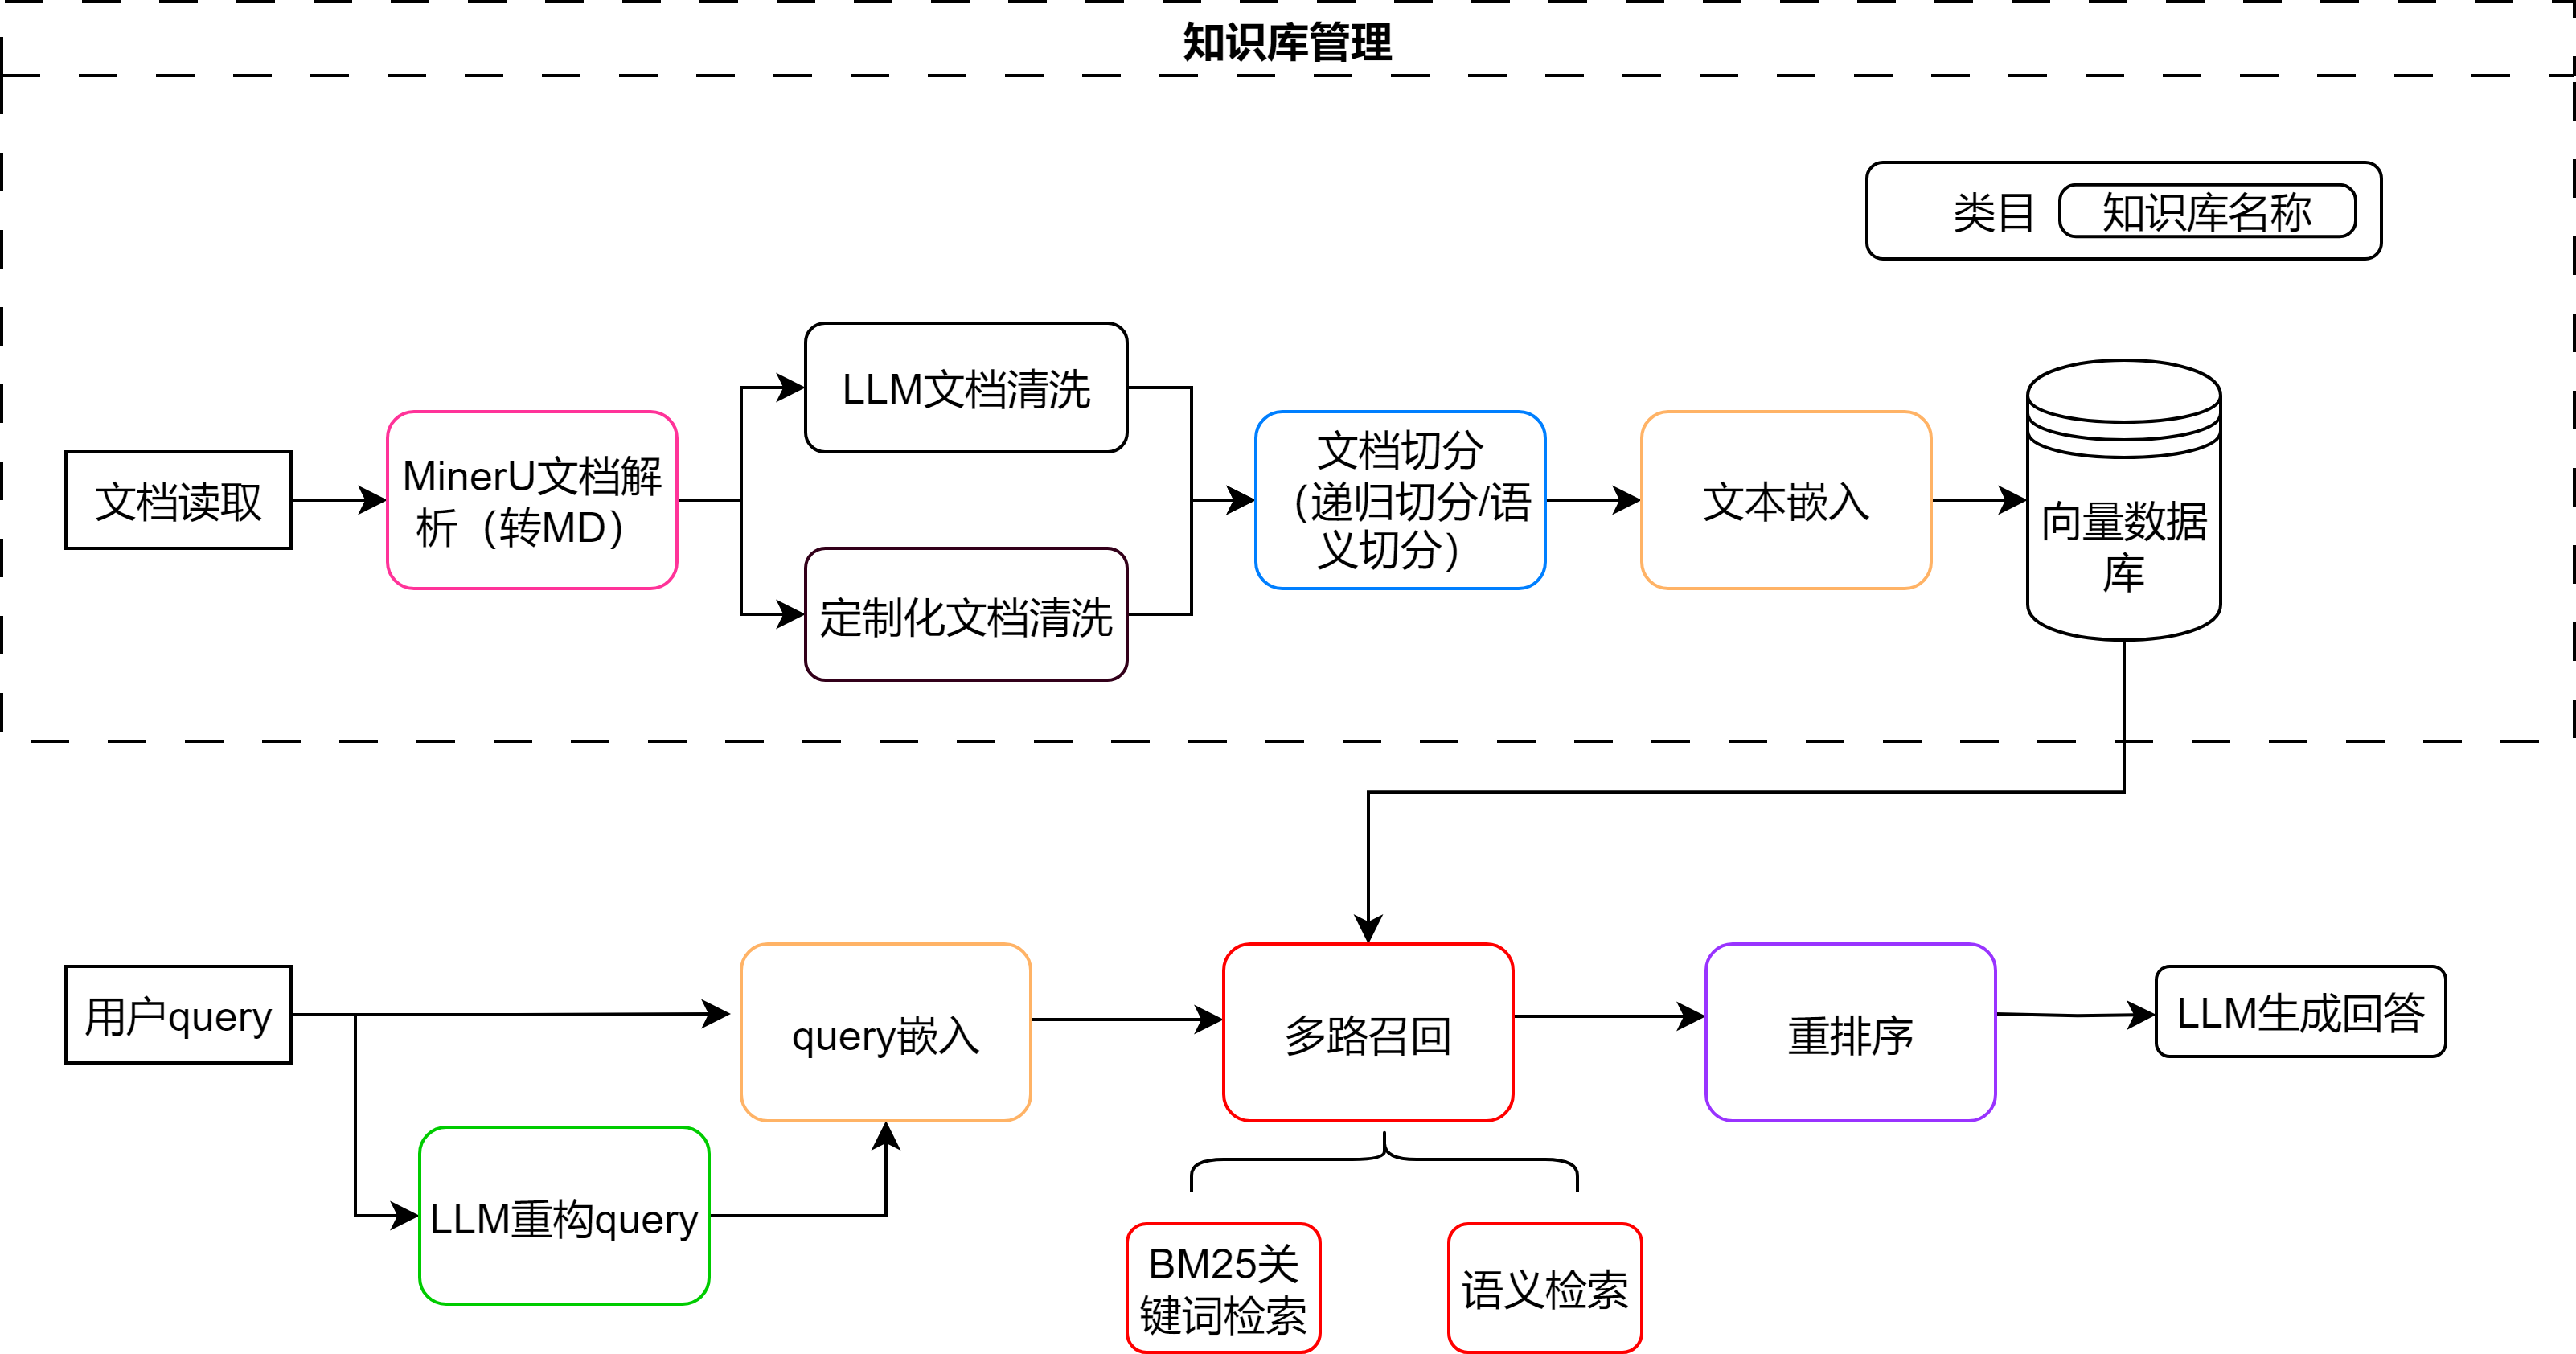 知识库管理
类目
知识库名称
LLM文档清洗
文档读取
MinerU文档解
析（转MD）
定制化文档清洗
文档切分
（递归切分/语
义切分）
文本嵌入
向量数据
库
用户query
query嵌入
多路召回
重排序
LLM生成回答
LLM重构query
BM25关
键词检索
语义检索